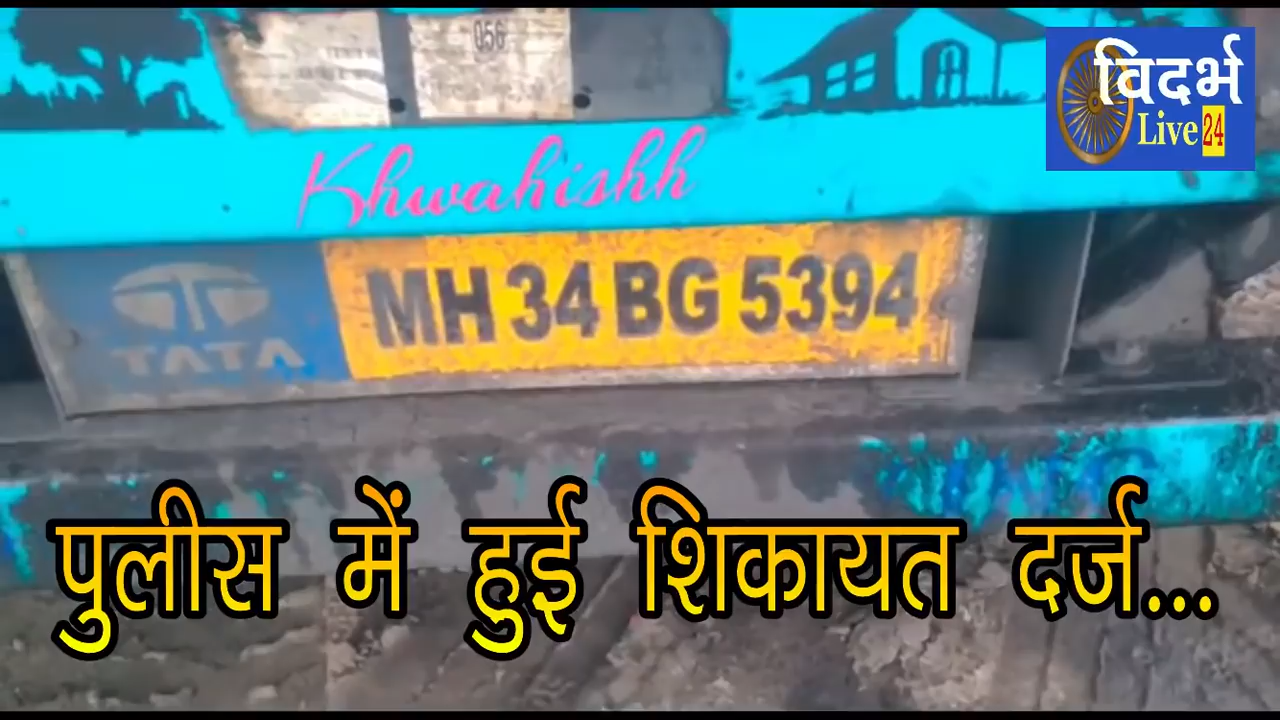 056
विदर्भ
Live 24
Khwahishh
TATA
MH 34 BG 5394
पुलीस में हुई शिकायत दर्ज...